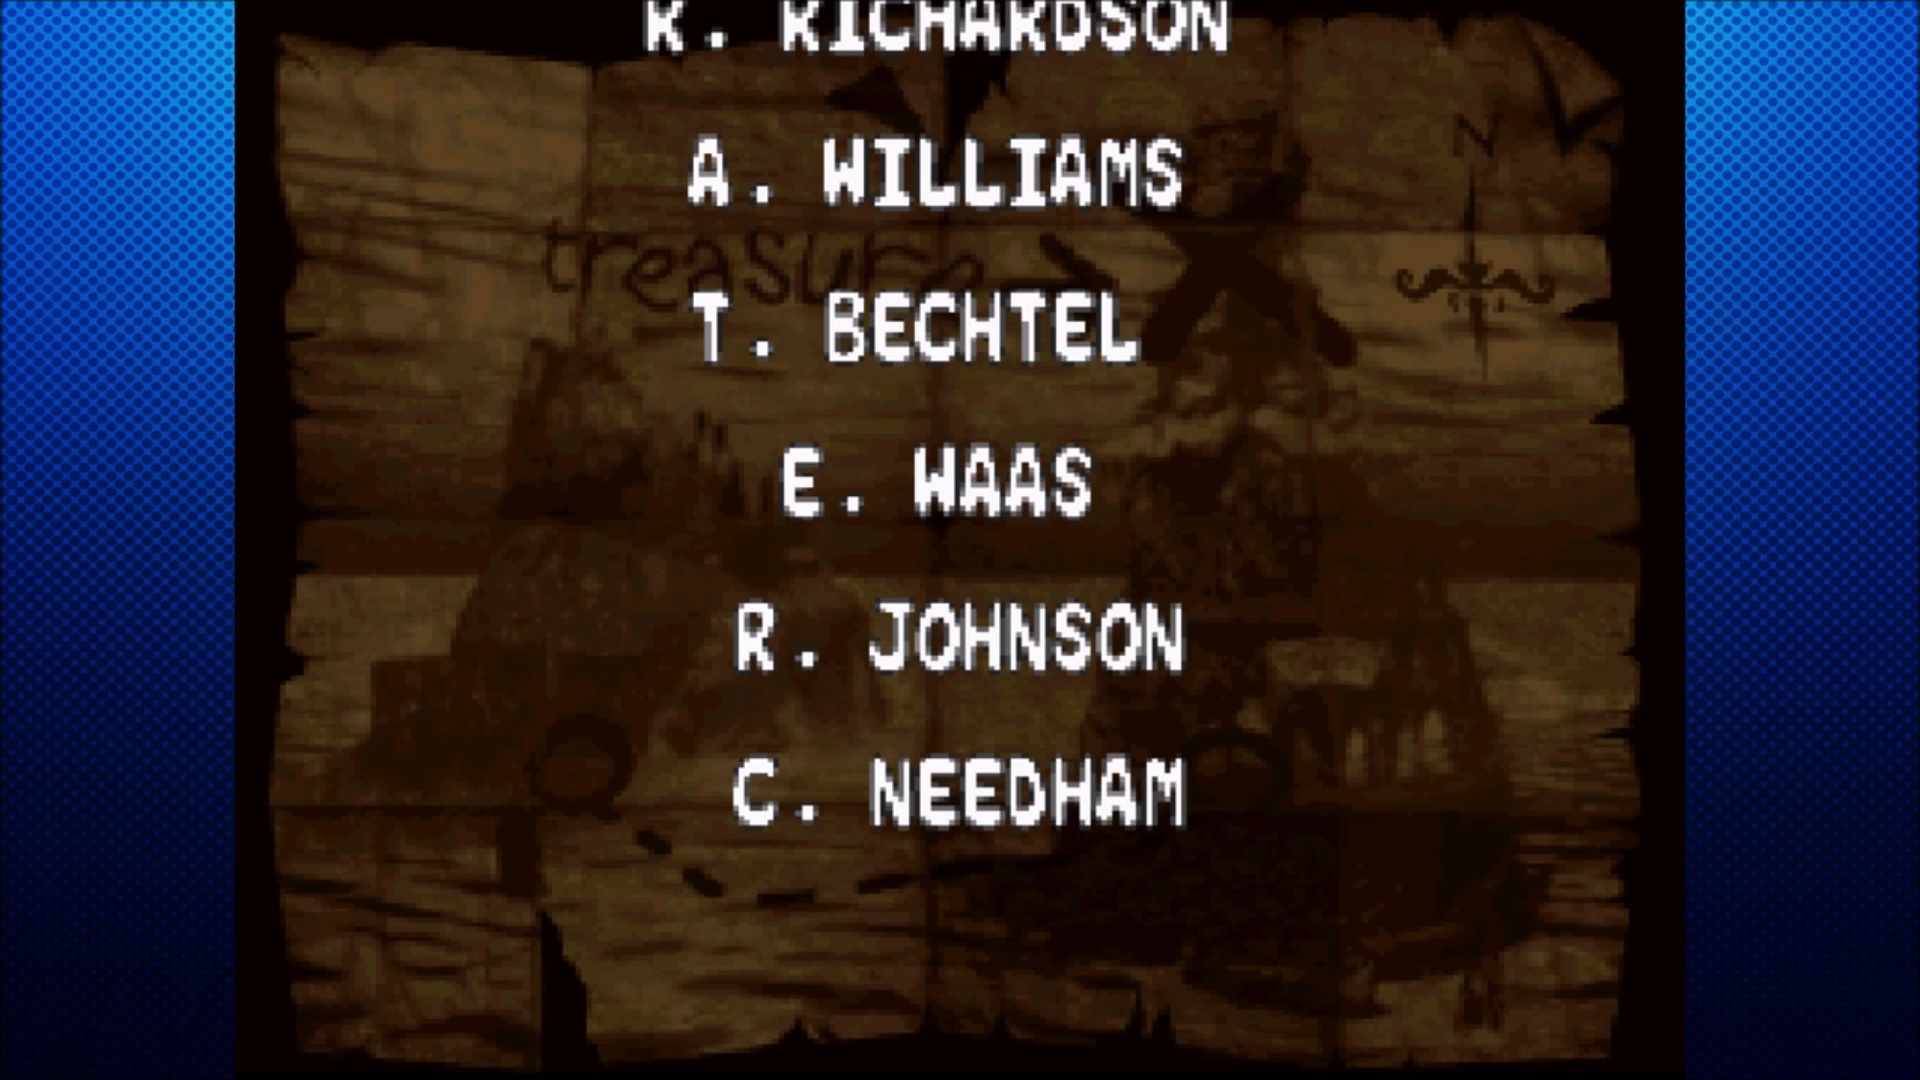 R. RICHARDSON
A. WILLIAMS
N
treasure
T. BECHTEL
E. WAAS
R. JOHNSON
C. NEEDHAM